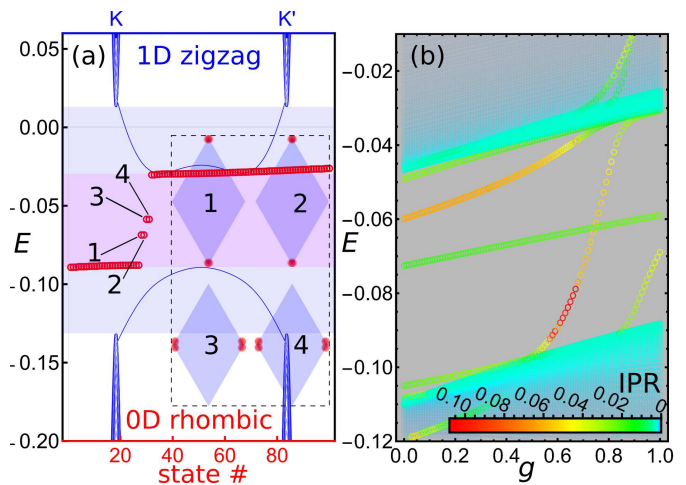 K K'
(a) 1D zigzag
0.05
0.00
-0.05
-0.10
-0.15
-0.20
E
4
3
1
2
1 2
3 4
0D rhombic
20 40 60 80 100
state #
(b)
-0.02
-0.04
-0.06
-0.08
-0.10
-0.12
E
IPR
0.10 0.08 0.06 0.04 0.02 0
0.0 0.2 0.4 0.6 0.8 1.0
g